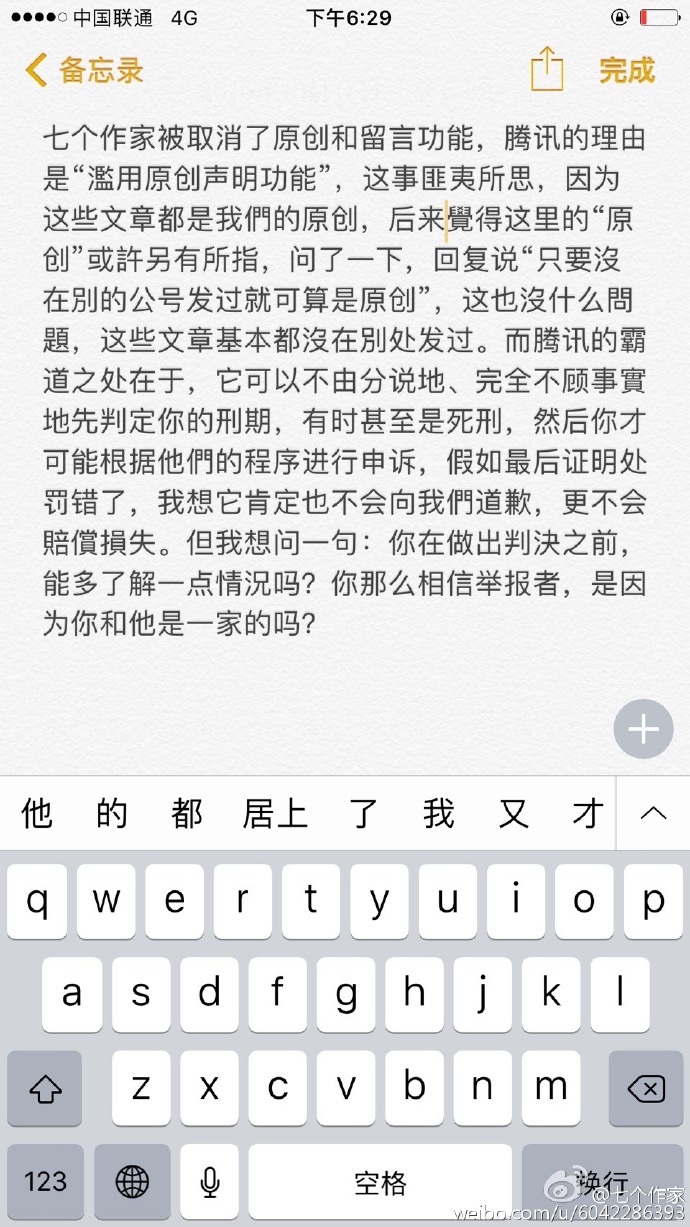 中国联通 4G 下午6:29
备忘录 完成
七个作家被取消了原创和留言功能，腾讯的理由
是“濫用原创声明功能”，这事匪夷所思，因为
这些文章都是我們的原创，后来覺得这里的“原
创”或許另有所指，问了一下，回复说“只要沒
在別的公号发过就可算是原创”，这也沒什么問
題，这些文章基本都沒在別处发过。而腾讯的霸
道之处在于，它可以不由分说地、完全不顾事實
地先判定你的刑期，有时甚至是死刑，然后你才
可能根据他們的程序进行申诉，假如最后证明处
罚错了，我想它肯定也不会向我們道歉，更不会
賠償損失。但我想问一句：你在做出判決之前，
能多了解一点情況吗？你那么相信举报者，是因
为你和他是一家的吗？
他 的 都 居上 了 我 又 才
q w e r t y u i o p
a s d f g h j k l
z x c v b n m
123 空格 换行
@七个作家
weibo.com/u/6042286393